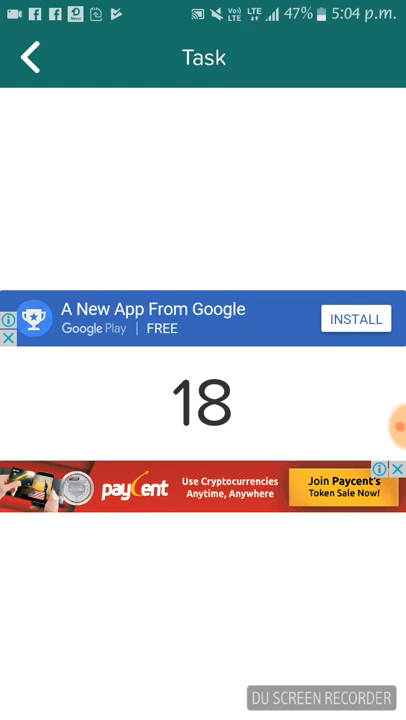 47% 5:04 p.m.
Task
A New App From Google
Google Play | FREE
INSTALL
18
paycent
Use Cryptocurrencies
Anytime, Anywhere
Join Paycent's
Token Sale Now!
DU SCREEN RECORDER